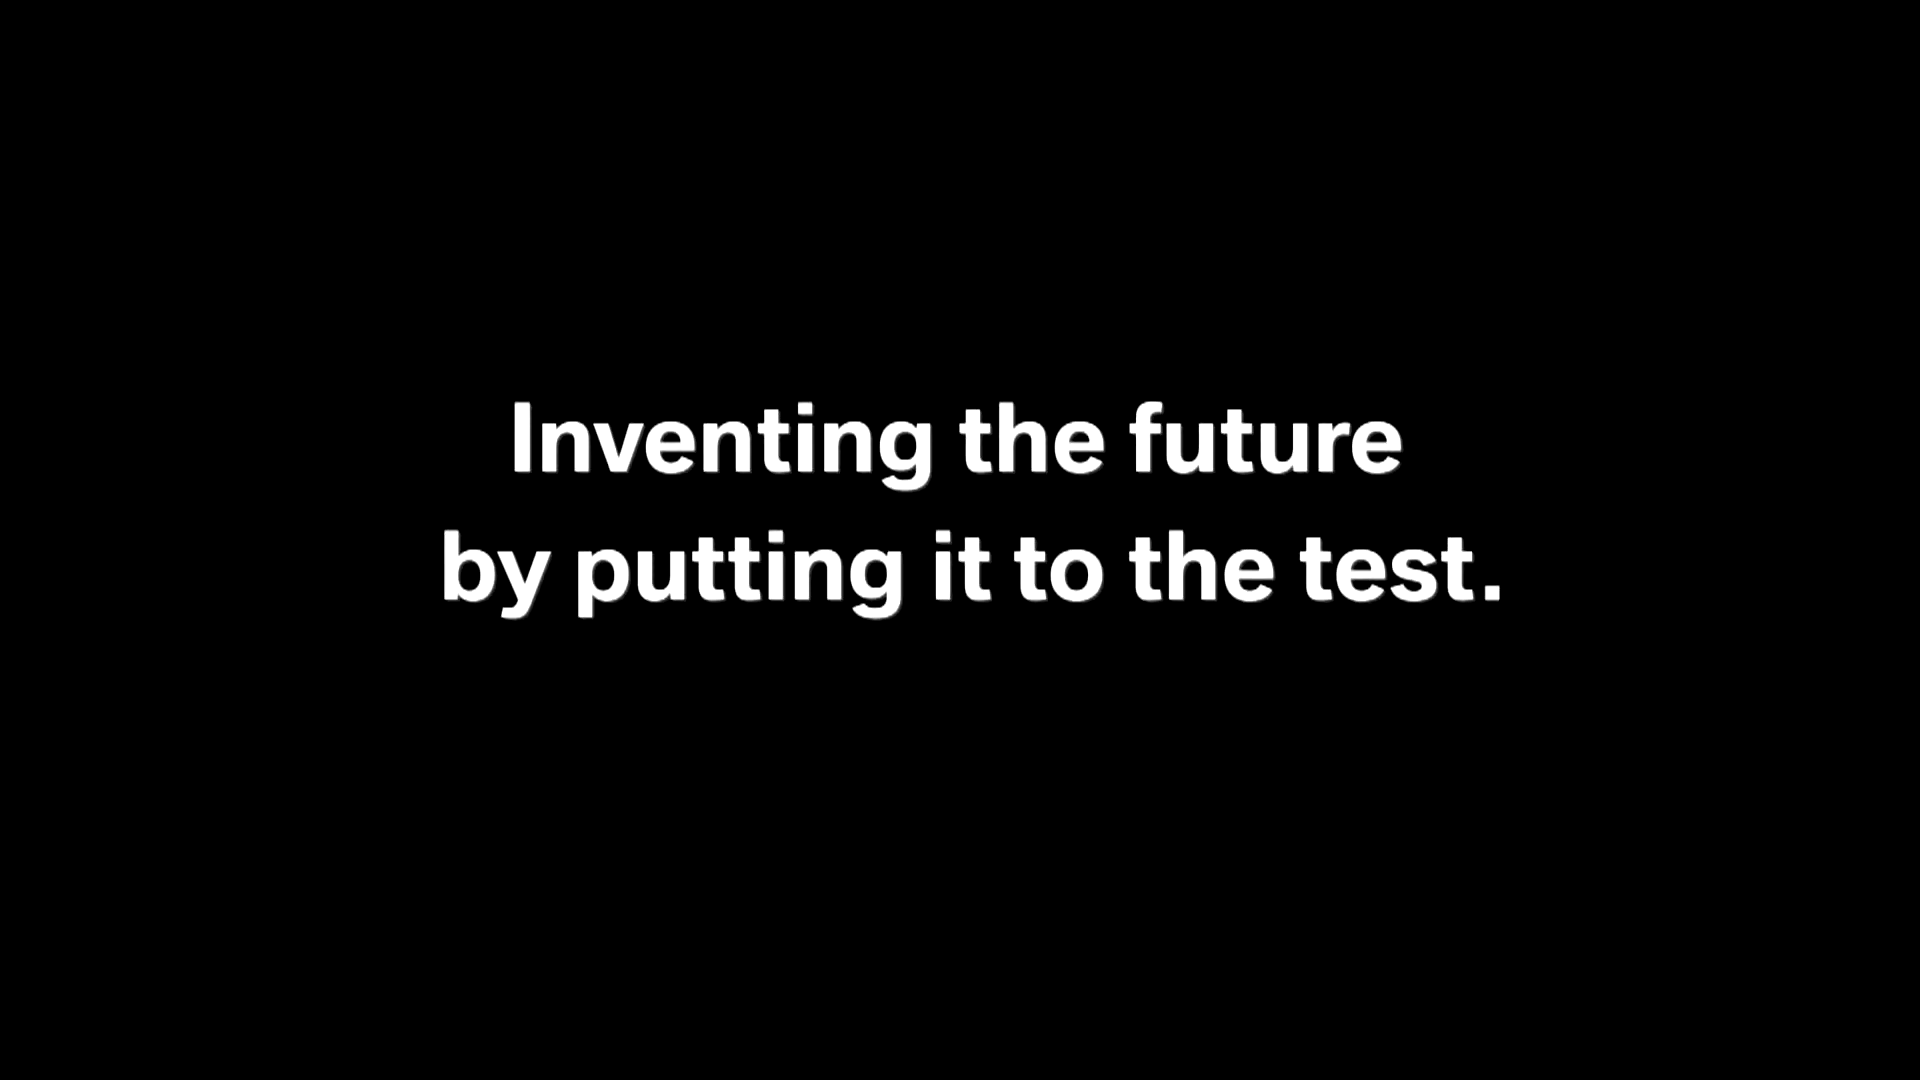 Inventing the future
by putting it to the test.